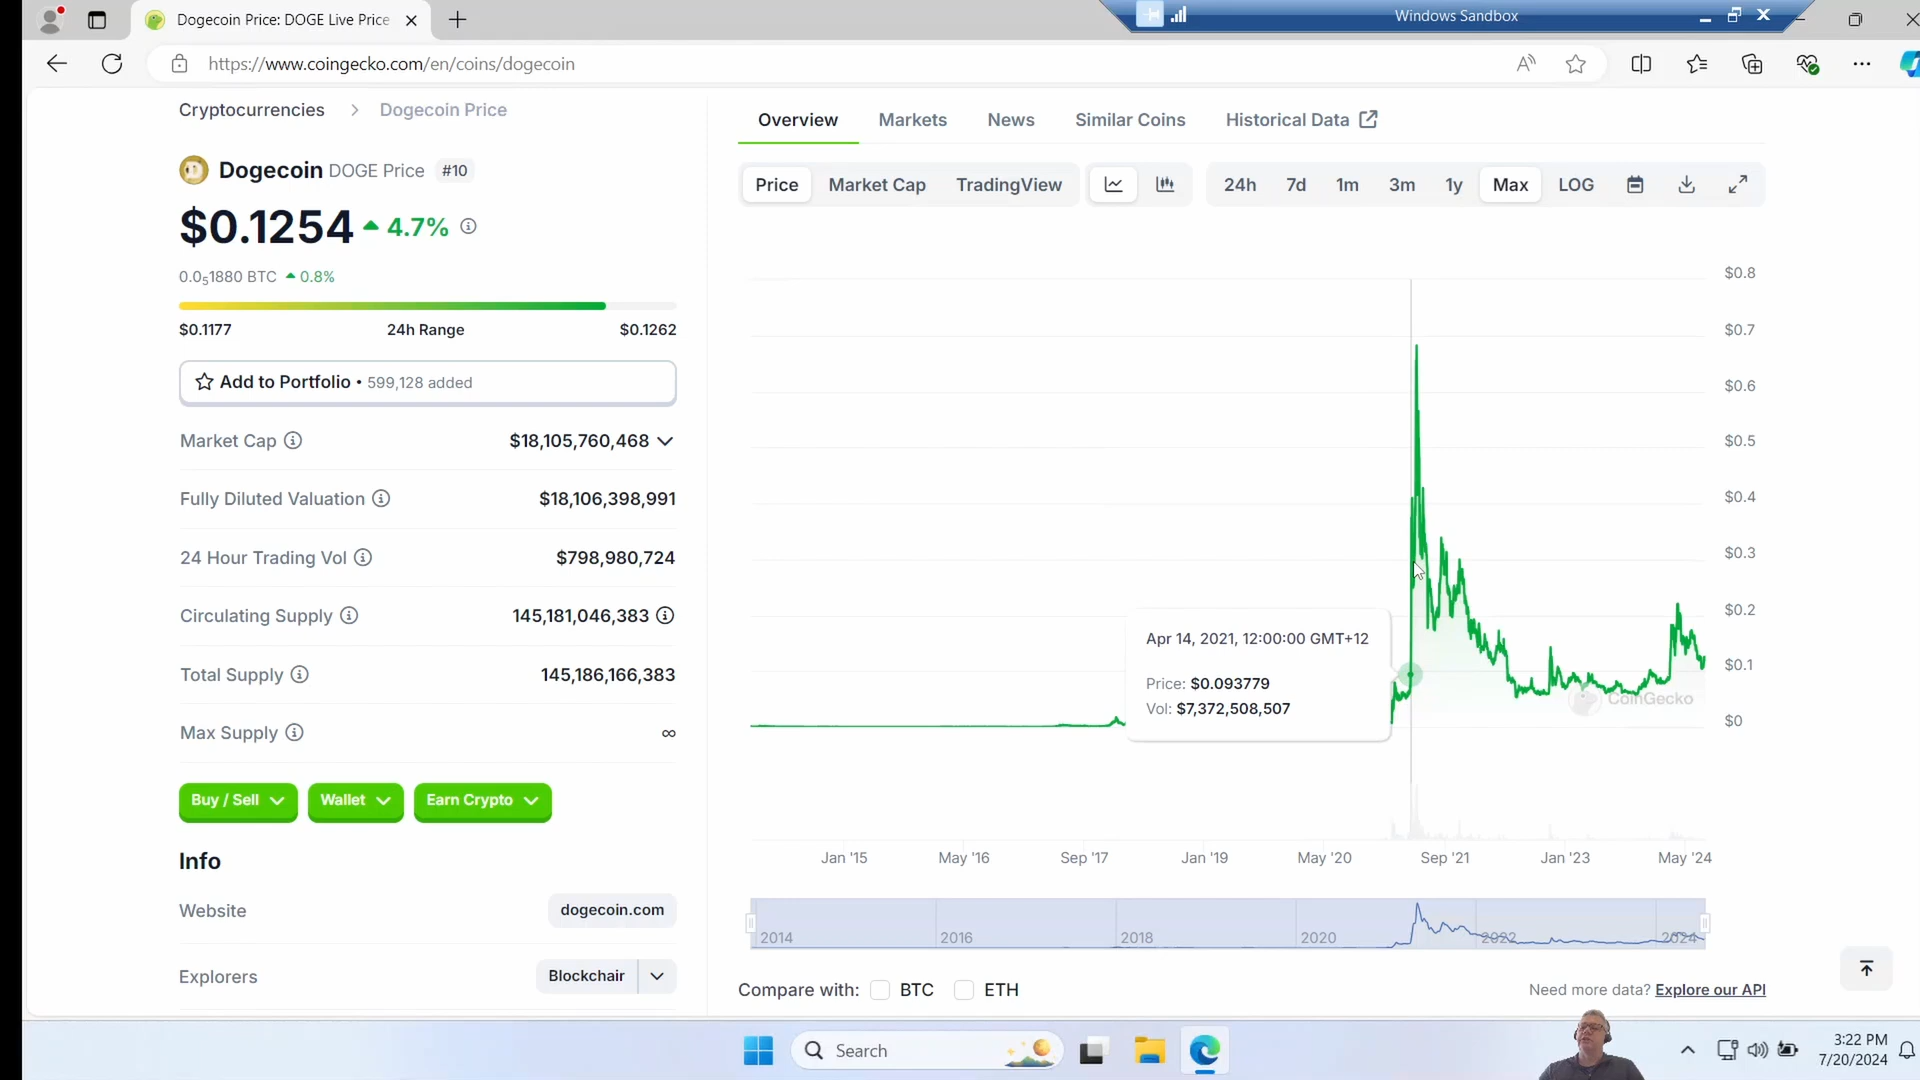 Dogecoin Price: DOGE Live Price
Windows Sandbox
https://www.coingecko.com/en/coins/dogecoin
Cryptocurrencies > Dogecoin Price
Dogecoin DOGE Price #10
$0.1254 4.7%
0.0₅1880 BTC 0.8%
$0.1177 24h Range $0.1262
Add to Portfolio • 599,128 added
Market Cap $18,105,760,468
Fully Diluted Valuation $18,106,398,991
24 Hour Trading Vol $798,980,724
Circulating Supply 145,181,046,383
Total Supply 145,186,166,383
Max Supply ∞
Buy / Sell Wallet Earn Crypto
Info
Website dogecoin.com
Explorers Blockchair
Overview Markets News Similar Coins Historical Data
Price Market Cap TradingView 24h 7d 1m 3m 1y Max LOG
$0.8
$0.7
$0.6
$0.5
$0.4
$0.3
$0.2
$0.1
$0
Apr 14, 2021, 12:00:00 GMT+12
Price: $0.093779
Vol: $7,372,508,507
CoinGecko
Jan '15 May '16 Sep '17 Jan '19 May '20 Sep '21 Jan '23 May '24
2014 2016 2018 2020 2022 2024
Compare with: BTC ETH
Need more data? Explore our API
Search
3:22 PM
7/20/2024